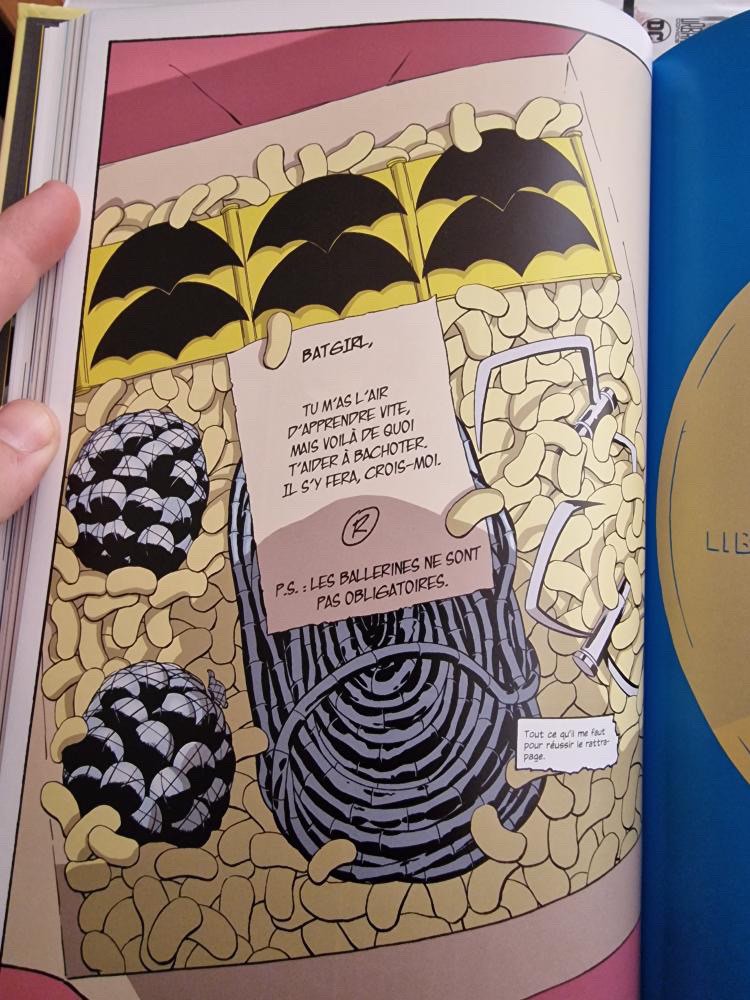 BATGIRL,
TU M'AS L'AIR
D'APPRENDRE VITE,
MAIS VOILÀ DE QUOI
T'AIDER À BACHOTER.
IL S'Y FERA, CROIS-MOI.
R
P.S. : LES BALLERINES NE SONT
PAS OBLIGATOIRES.
Tout ce qu'il me faut
pour réussir le rattra-
page.
LIB
DC